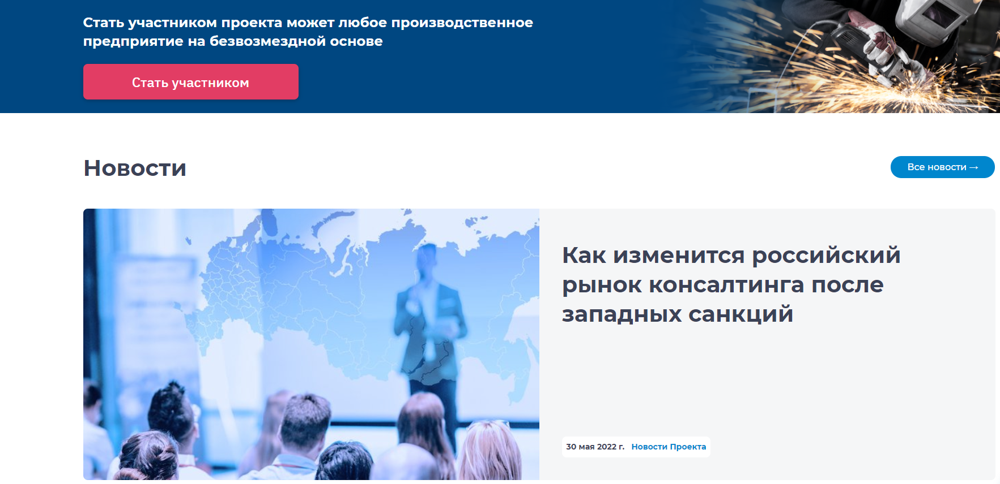 Стать участником проекта может любое производственное
предприятие на безвозмездной основе
Стать участником
Новости
Все новости →
Как изменится российский
рынок консалтинга после
западных санкций
30 мая 2022 г. Новости Проекта